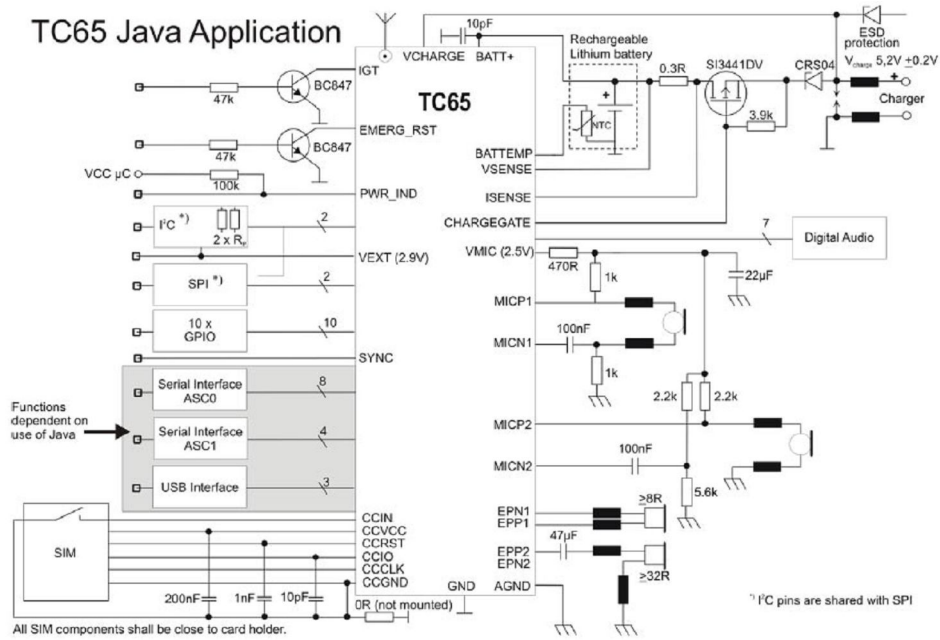 TC65 Java Application
10pF
VCHARGE
BATT+
Rechargeable
Lithium battery
ESD
protection
SI3441DV
CRS04
Vcharge 5,2V ±0.2V
+
Charger
IGT
BC847
47k
TC65
0.3R
+
3.9k
NTC
EMERG_RST
BC847
47k
BATTEMP
VSENSE
VCC µC
100k
PWR_IND
ISENSE
I²C *)
2 x Rp
2
CHARGEGATE
7
Digital Audio
VEXT (2.9V)
VMIC (2.5V)
470R
1k
22µF
SPI *)
2
MICP1
10 x
GPIO
10
100nF
MICN1
SYNC
1k
Serial Interface
ASC0
8
2.2k
2.2k
Functions
dependent on
use of Java
Serial Interface
ASC1
4
MICP2
100nF
MICN2
USB Interface
3
5.6k
≥8R
EPN1
EPP1
CCIN
CCVCC
CCRST
CCIO
CCCLK
CCGND
SIM
47µF
EPP2
EPN2
≥32R
GND
AGND
200nF
1nF
10pF
0R (not mounted)
*) I²C pins are shared with SPI
All SIM components shall be close to card holder.